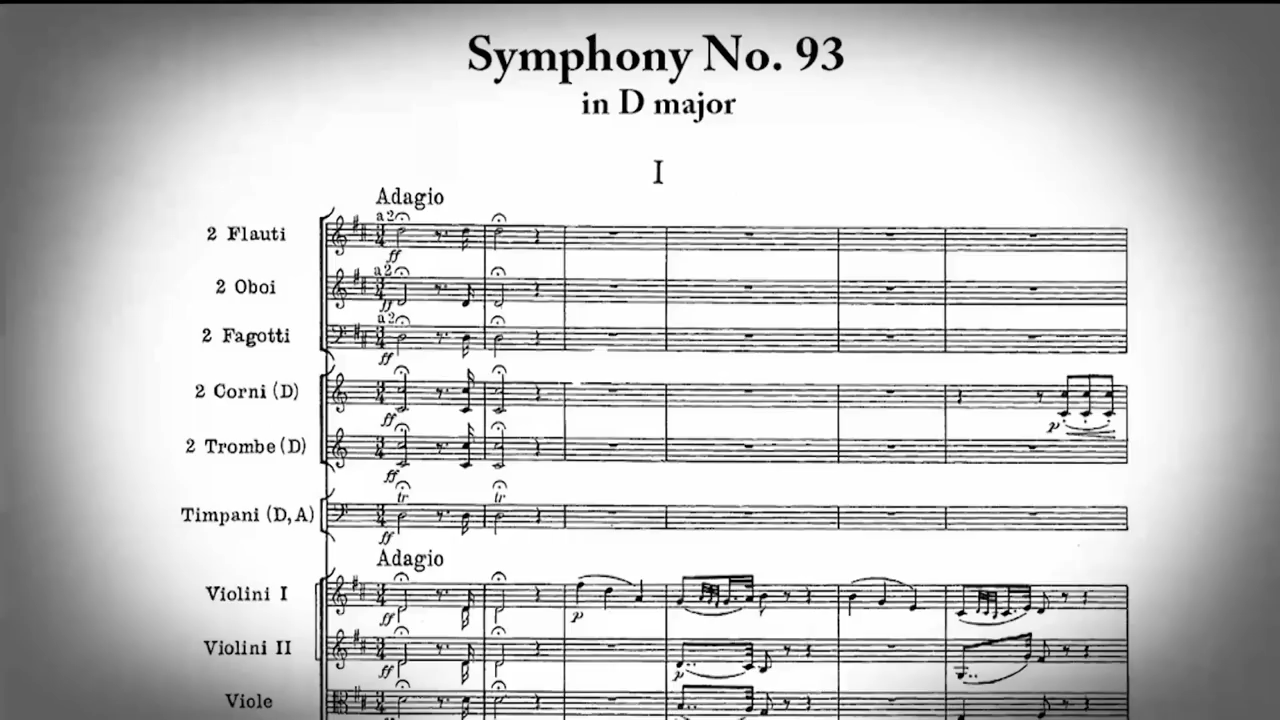 Symphony No. 93
in D major
I
Adagio
a 2
2 Flauti
ff
a 2
2 Oboi
ff
a 2
2 Fagotti
ff
2 Corni (D)
ff
p
2 Trombe (D)
ff
tr tr
Timpani (D, A)
ff
Adagio
Violini I
ff p
Violini II
ff p
Viole